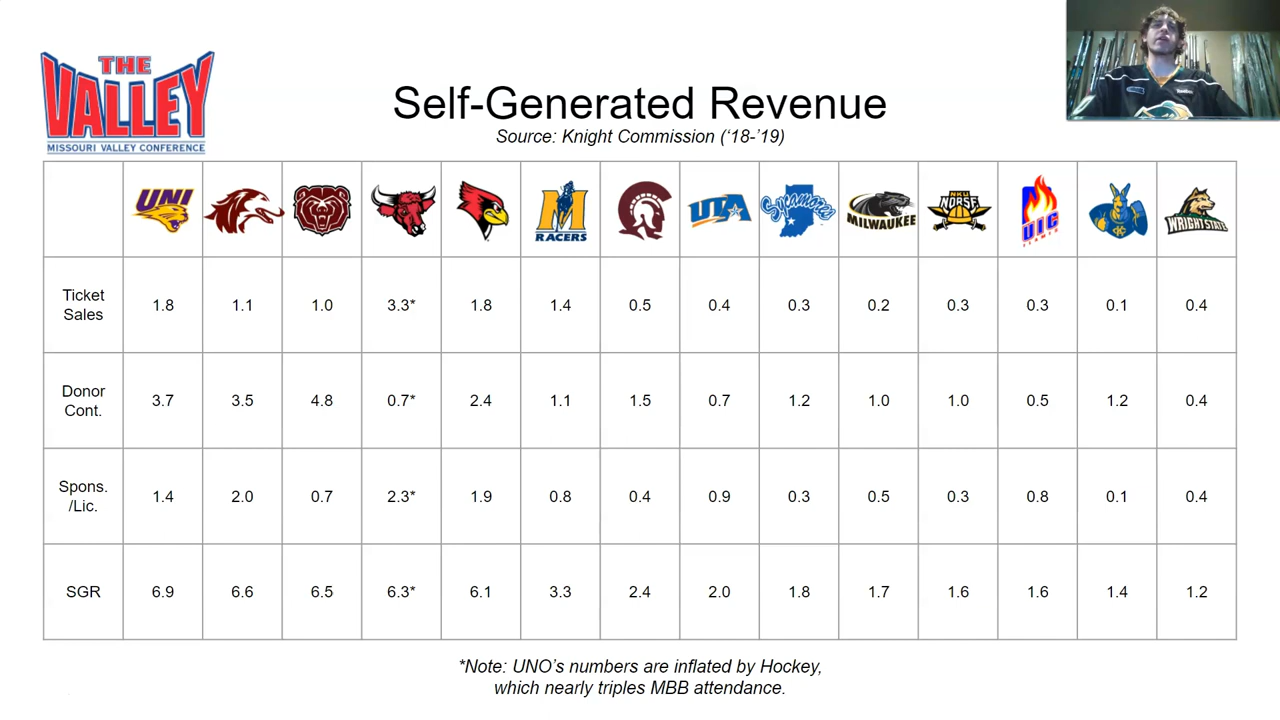 THE
VALLEY
MISSOURI VALLEY CONFERENCE
Self-Generated Revenue
Source: Knight Commission ('18-'19)
UNI M RACERS UTA Sycamores MILWAUKEE NKU NORSE UIC FLAMES KC WRIGHT STATE
Ticket Sales 1.8 1.1 1.0 3.3* 1.8 1.4 0.5 0.4 0.3 0.2 0.3 0.3 0.1 0.4
Donor Cont. 3.7 3.5 4.8 0.7* 2.4 1.1 1.5 0.7 1.2 1.0 1.0 0.5 1.2 0.4
Spons. /Lic. 1.4 2.0 0.7 2.3* 1.9 0.8 0.4 0.9 0.3 0.5 0.3 0.8 0.1 0.4
SGR 6.9 6.6 6.5 6.3* 6.1 3.3 2.4 2.0 1.8 1.7 1.6 1.6 1.4 1.2
*Note: UNO's numbers are inflated by Hockey,
which nearly triples MBB attendance.